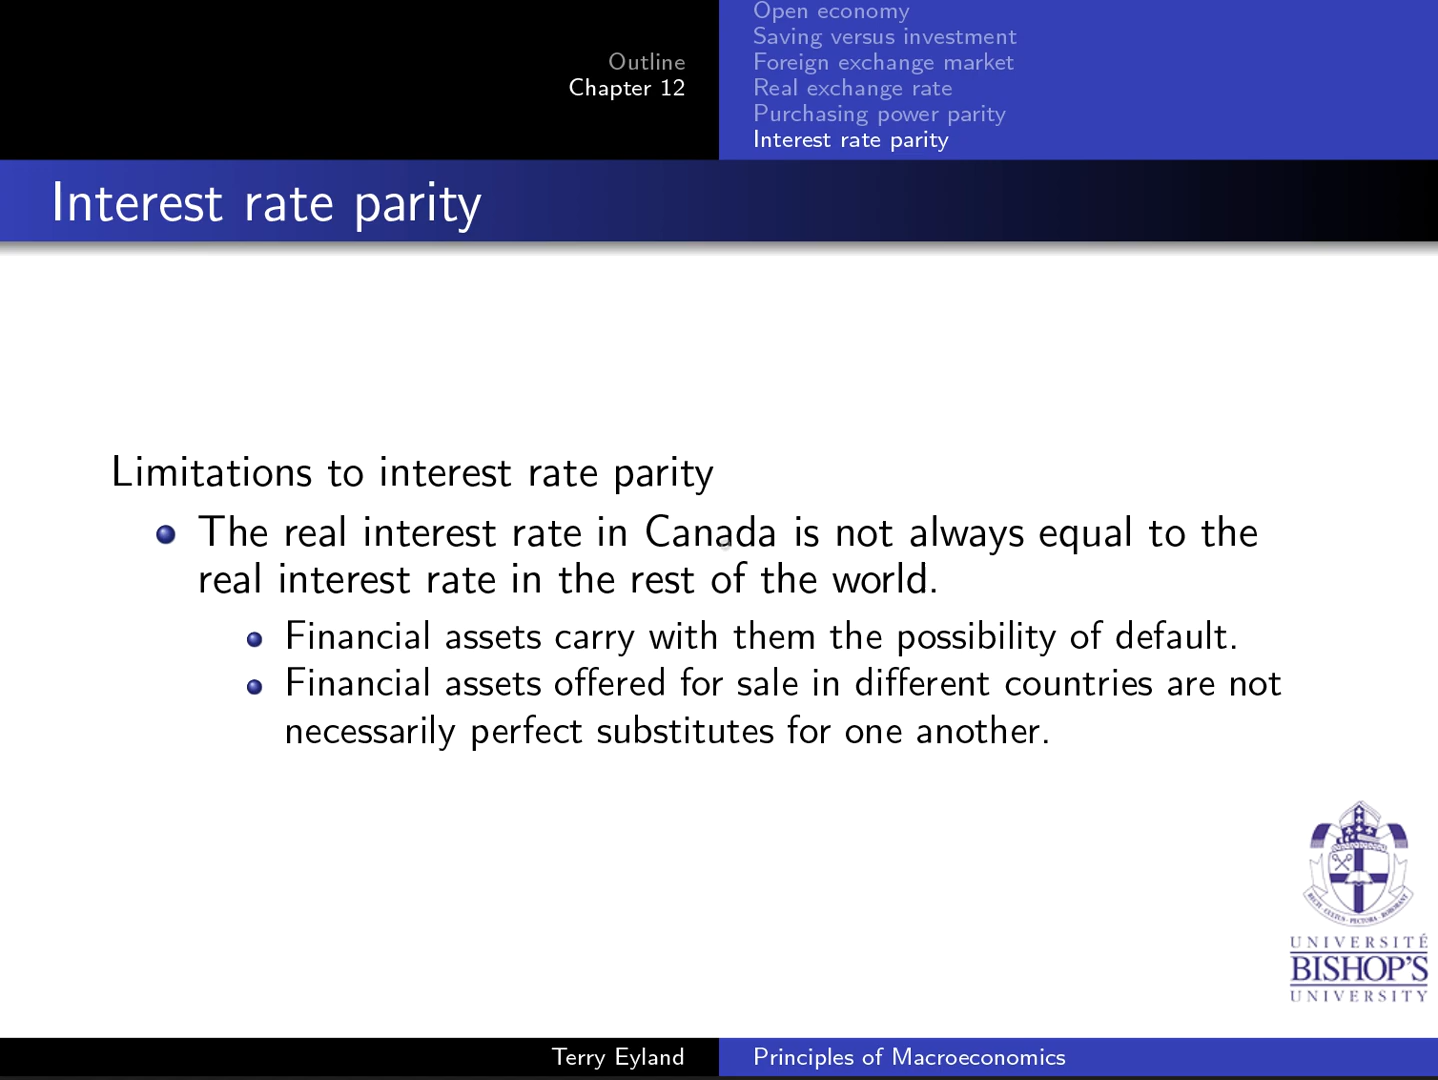 Outline
Chapter 12
Open economy
Saving versus investment
Foreign exchange market
Real exchange rate
Purchasing power parity
Interest rate parity
Interest rate parity
Limitations to interest rate parity
The real interest rate in Canada is not always equal to the
real interest rate in the rest of the world.
Financial assets carry with them the possibility of default.
Financial assets offered for sale in different countries are not
necessarily perfect substitutes for one another.
UNIVERSITÉ
BISHOP'S
UNIVERSITY
Terry Eyland
Principles of Macroeconomics